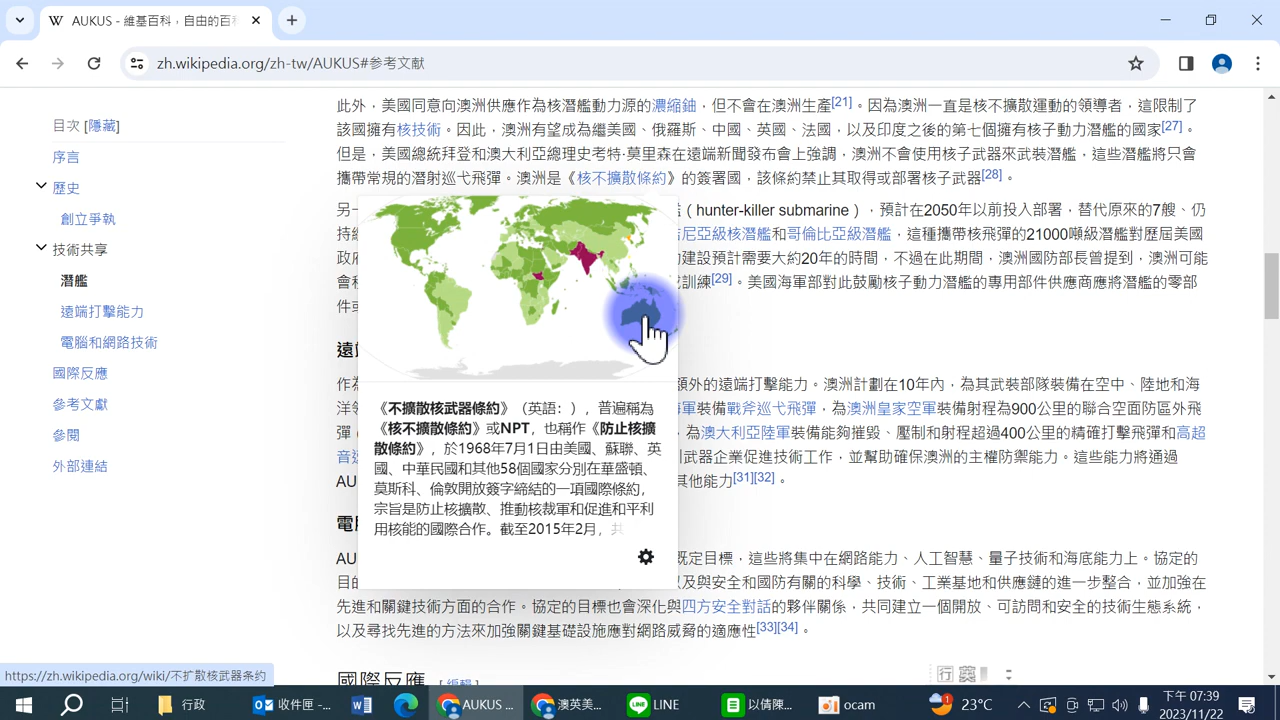 AUKUS - 維基百科，自由的百
zh.wikipedia.org/zh-tw/AUKUS#參考文獻
目次 [隱藏]
序言
歷史
創立爭執
技術共享
潛艦
遠端打擊能力
電腦和網路技術
國際反應
參考文獻
參閱
外部連結
此外，美國同意向澳洲供應作為核潛艦動力源的濃縮鈾，但不會在澳洲生產[21]。因為澳洲一直是核不擴散運動的領導者，這限制了
該國擁有核技術。因此，澳洲有望成為繼美國、俄羅斯、中國、英國、法國，以及印度之後的第七個擁有核子動力潛艦的國家[27]。
但是，美國總統拜登和澳大利亞總理史考特·莫里森在遠端新聞發布會上強調，澳洲不會使用核子武器來武裝潛艦，這些潛艦將只會
攜帶常規的潛射巡弋飛彈。澳洲是《核不擴散條約》的簽署國，該條約禁止其取得或部署核子武器[28]。
另一
（hunter-killer submarine），預計在2050年以前投入部署，替代原來的7艘、仍
持續
吉尼亞級核潛艦和哥倫比亞級潛艦，這種攜帶核飛彈的21000噸級潛艦對歷屆美國
政府
建設預計需要大約20年的時間，不過在此期間，澳洲國防部長曾提到，澳洲可能
會租
訓練[29]。美國海軍部對此鼓勵核子動力潛艦的專用部件供應商應將潛艦的零部
件或
遠端
作為
額外的遠端打擊能力。澳洲計劃在10年內，為其武裝部隊裝備在空中、陸地和海
洋領
海軍裝備戰斧巡弋飛彈，為澳洲皇家空軍裝備射程為900公里的聯合空面防區外飛
彈（
，為澳大利亞陸軍裝備能夠摧毀、壓制和射程超過400公里的精確打擊飛彈和高超
音速
引武器企業促進技術工作，並幫助確保澳洲的主權防禦能力。這些能力將通過
AU
其他能力[31][32]。
電腦
AU
既定目標，這些將集中在網路能力、人工智慧、量子技術和海底能力上。協定的
目的
以及與安全和國防有關的科學、技術、工業基地和供應鏈的進一步整合，並加強在
先進和關鍵技術方面的合作。協定的目標也會深化與四方安全對話的夥伴關係，共同建立一個開放、可訪問和安全的技術生態系統，
以及尋找先進的方法來加強關鍵基礎設施應對網路威脅的適應性[33][34]。
國際反應 [編輯]
《不擴散核武器條約》（英語：），普遍稱為
《核不擴散條約》或NPT，也稱作《防止核擴
散條約》，於1968年7月1日由美國、蘇聯、英
國、中華民國和其他58個國家分別在華盛頓、
莫斯科、倫敦開放簽字締結的一項國際條約，
宗旨是防止核擴散、推動核裁軍和促進和平利
用核能的國際合作。截至2015年2月，共
https://zh.wikipedia.org/wiki/不扩散核武器条约
行 英
行政
收件匣 -...
AUKUS ...
澳英美...
LINE
以倩陳...
ocam
23°C
下午 07:39
2023/11/22